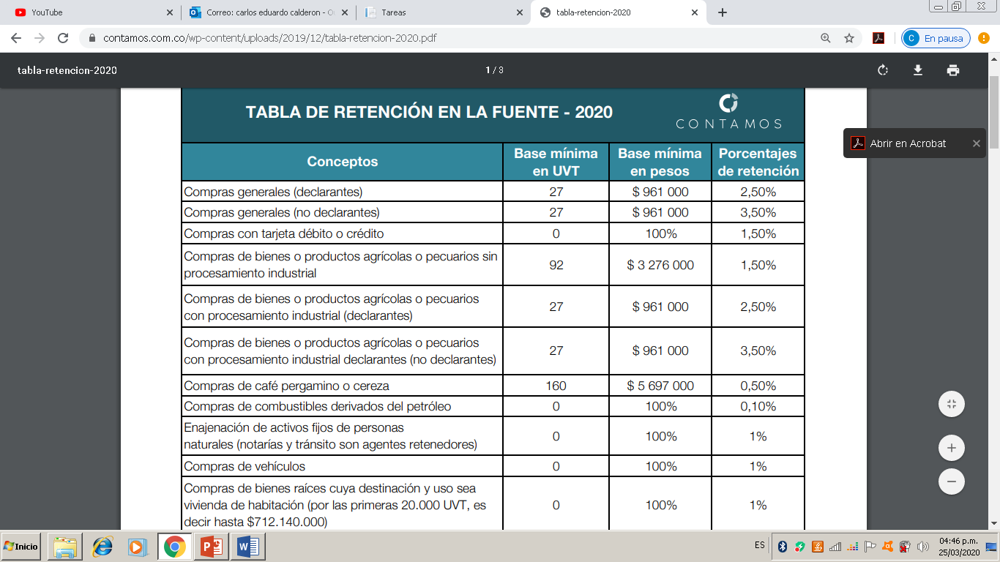 YouTube
Correo: carlos eduardo calderon - O
Tareas
tabla-retencion-2020
contamos.com.co/wp-content/uploads/2019/12/tabla-retencion-2020.pdf
C En pausa
tabla-retencion-2020
1 / 3
TABLA DE RETENCIÓN EN LA FUENTE - 2020
CONTAMOS
Abrir en Acrobat
Conceptos
Base mínima en UVT
Base mínima en pesos
Porcentajes de retención
Compras generales (declarantes) 27 $ 961 000 2,50%
Compras generales (no declarantes) 27 $ 961 000 3,50%
Compras con tarjeta débito o crédito 0 100% 1,50%
Compras de bienes o productos agrícolas o pecuarios sin
procesamiento industrial
92 $ 3 276 000 1,50%
Compras de bienes o productos agrícolas o pecuarios
con procesamiento industrial (declarantes)
27 $ 961 000 2,50%
Compras de bienes o productos agrícolas o pecuarios
con procesamiento industrial declarantes (no declarantes)
27 $ 961 000 3,50%
Compras de café pergamino o cereza 160 $ 5 697 000 0,50%
Compras de combustibles derivados del petróleo 0 100% 0,10%
Enajenación de activos fijos de personas
naturales (notarías y tránsito son agentes retenedores)
0 100% 1%
Compras de vehículos 0 100% 1%
Compras de bienes raíces cuya destinación y uso sea
vivienda de habitación (por las primeras 20.000 UVT, es
decir hasta $712.140.000)
0 100% 1%
Inicio
ES
04:46 p.m.
25/03/2020